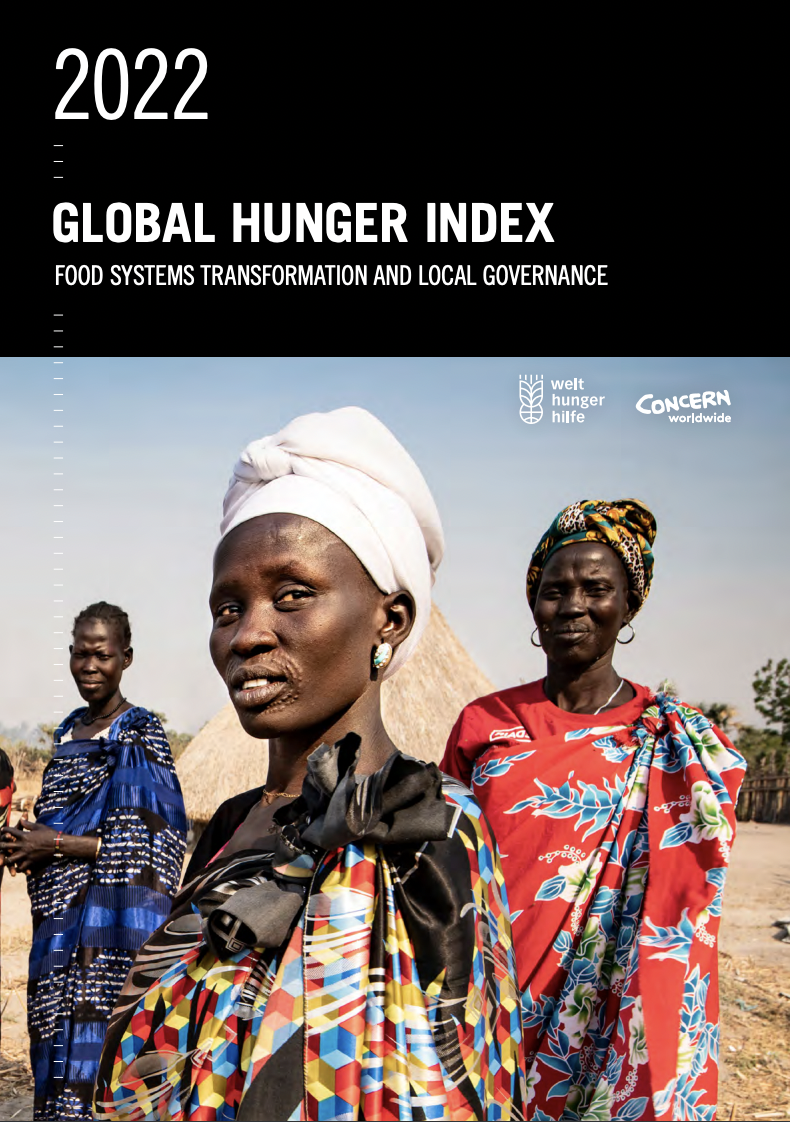 2022
GLOBAL HUNGER INDEX
FOOD SYSTEMS TRANSFORMATION AND LOCAL GOVERNANCE
welt
hunger
hilfe
CONCERN
worldwide